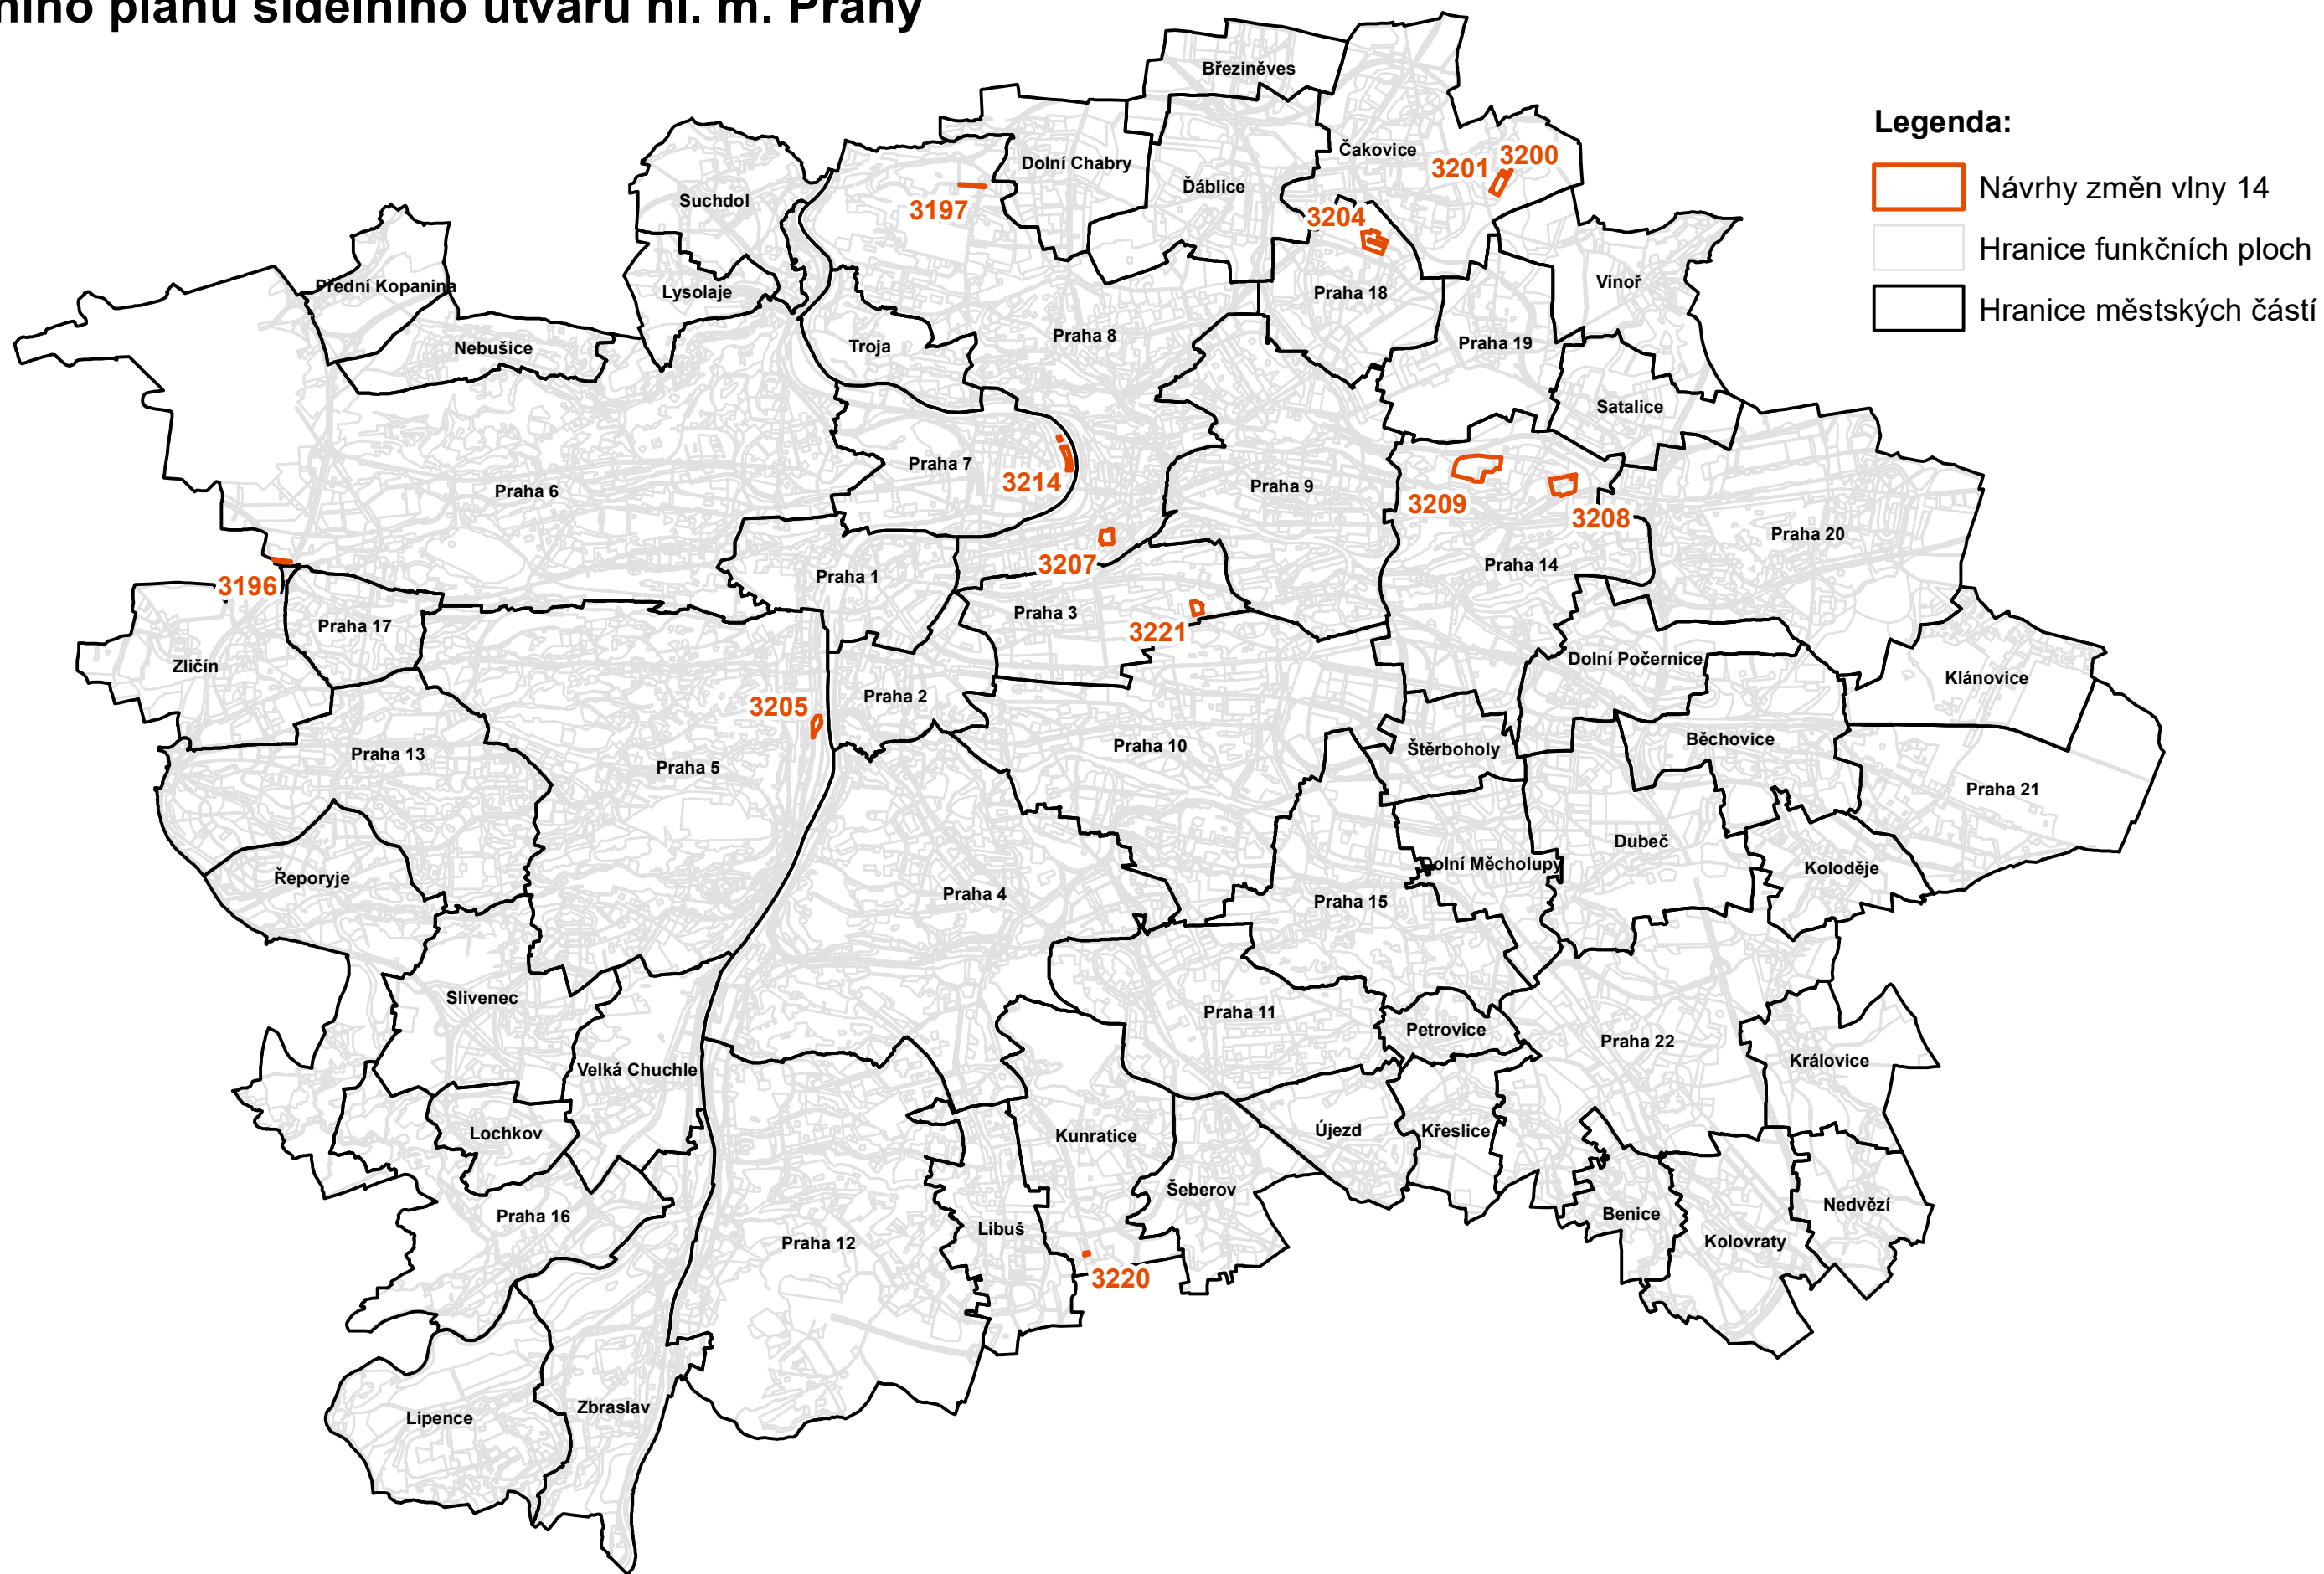 ního plánu sídelního útvaru hl. m. Prahy
Březiněves
Legenda:
Návrhy změn vlny 14
Hranice funkčních ploch
Hranice městských částí
Dolní Chabry
Čakovice
3200
3201
Ďáblice
Suchdol
3197
3204
Přední Kopanina
Lysolaje
Praha 18
Vinoř
Nebušice
Troja
Praha 8
Praha 19
Satalice
Praha 7
3214
Praha 9
Praha 6
3209
3208
Praha 20
3207
Praha 14
Praha 1
3196
Praha 17
Praha 3
3221
Zličín
Dolní Počernice
Klánovice
Praha 2
3205
Praha 10
Štěrboholy
Běchovice
Praha 13
Praha 5
Praha 21
Dubeč
Dolní Měcholupy
Koloděje
Řeporyje
Praha 4
Praha 15
Slivenec
Praha 11
Petrovice
Praha 22
Královice
Velká Chuchle
Lochkov
Kunratice
Újezd
Křeslice
Šeberov
Praha 16
Libuš
Benice
Nedvězí
Praha 12
Kolovraty
3220
Lipence
Zbraslav